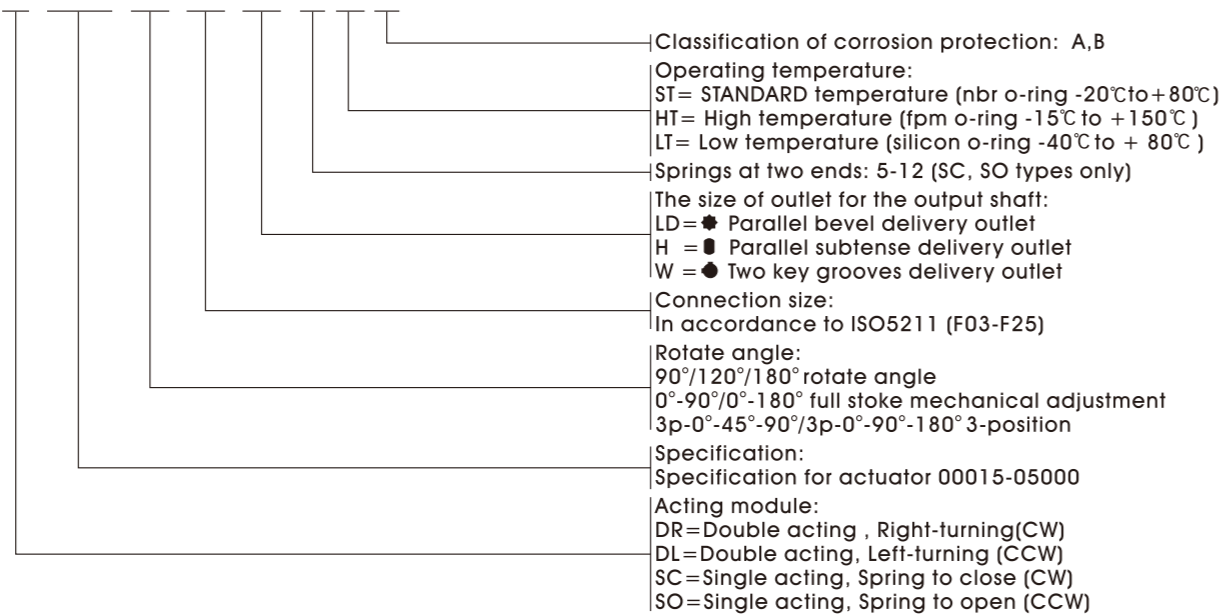 Classification of corrosion protection: A,B
Operating temperature:
ST= STANDARD temperature (nbr o-ring -20℃to+80℃)
HT= High temperature (fpm o-ring -15℃ to +150℃ )
LT= Low temperature (silicon o-ring -40℃ to + 80℃ )
Springs at two ends: 5-12 (SC, SO types only)
The size of outlet for the output shaft:
LD= Parallel bevel delivery outlet
H = Parallel subtense delivery outlet
W = Two key grooves delivery outlet
Connection size:
In accordance to ISO5211 (F03-F25)
Rotate angle:
90°/120°/180° rotate angle
0°-90°/0°-180° full stoke mechanical adjustment
3p-0°-45°-90°/3p-0°-90°-180° 3-position
Specification:
Specification for actuator 00015-05000
Acting module:
DR=Double acting , Right-turning(CW)
DL=Double acting, Left-turning (CCW)
SC=Single acting, Spring to close (CW)
SO=Single acting, Spring to open (CCW)